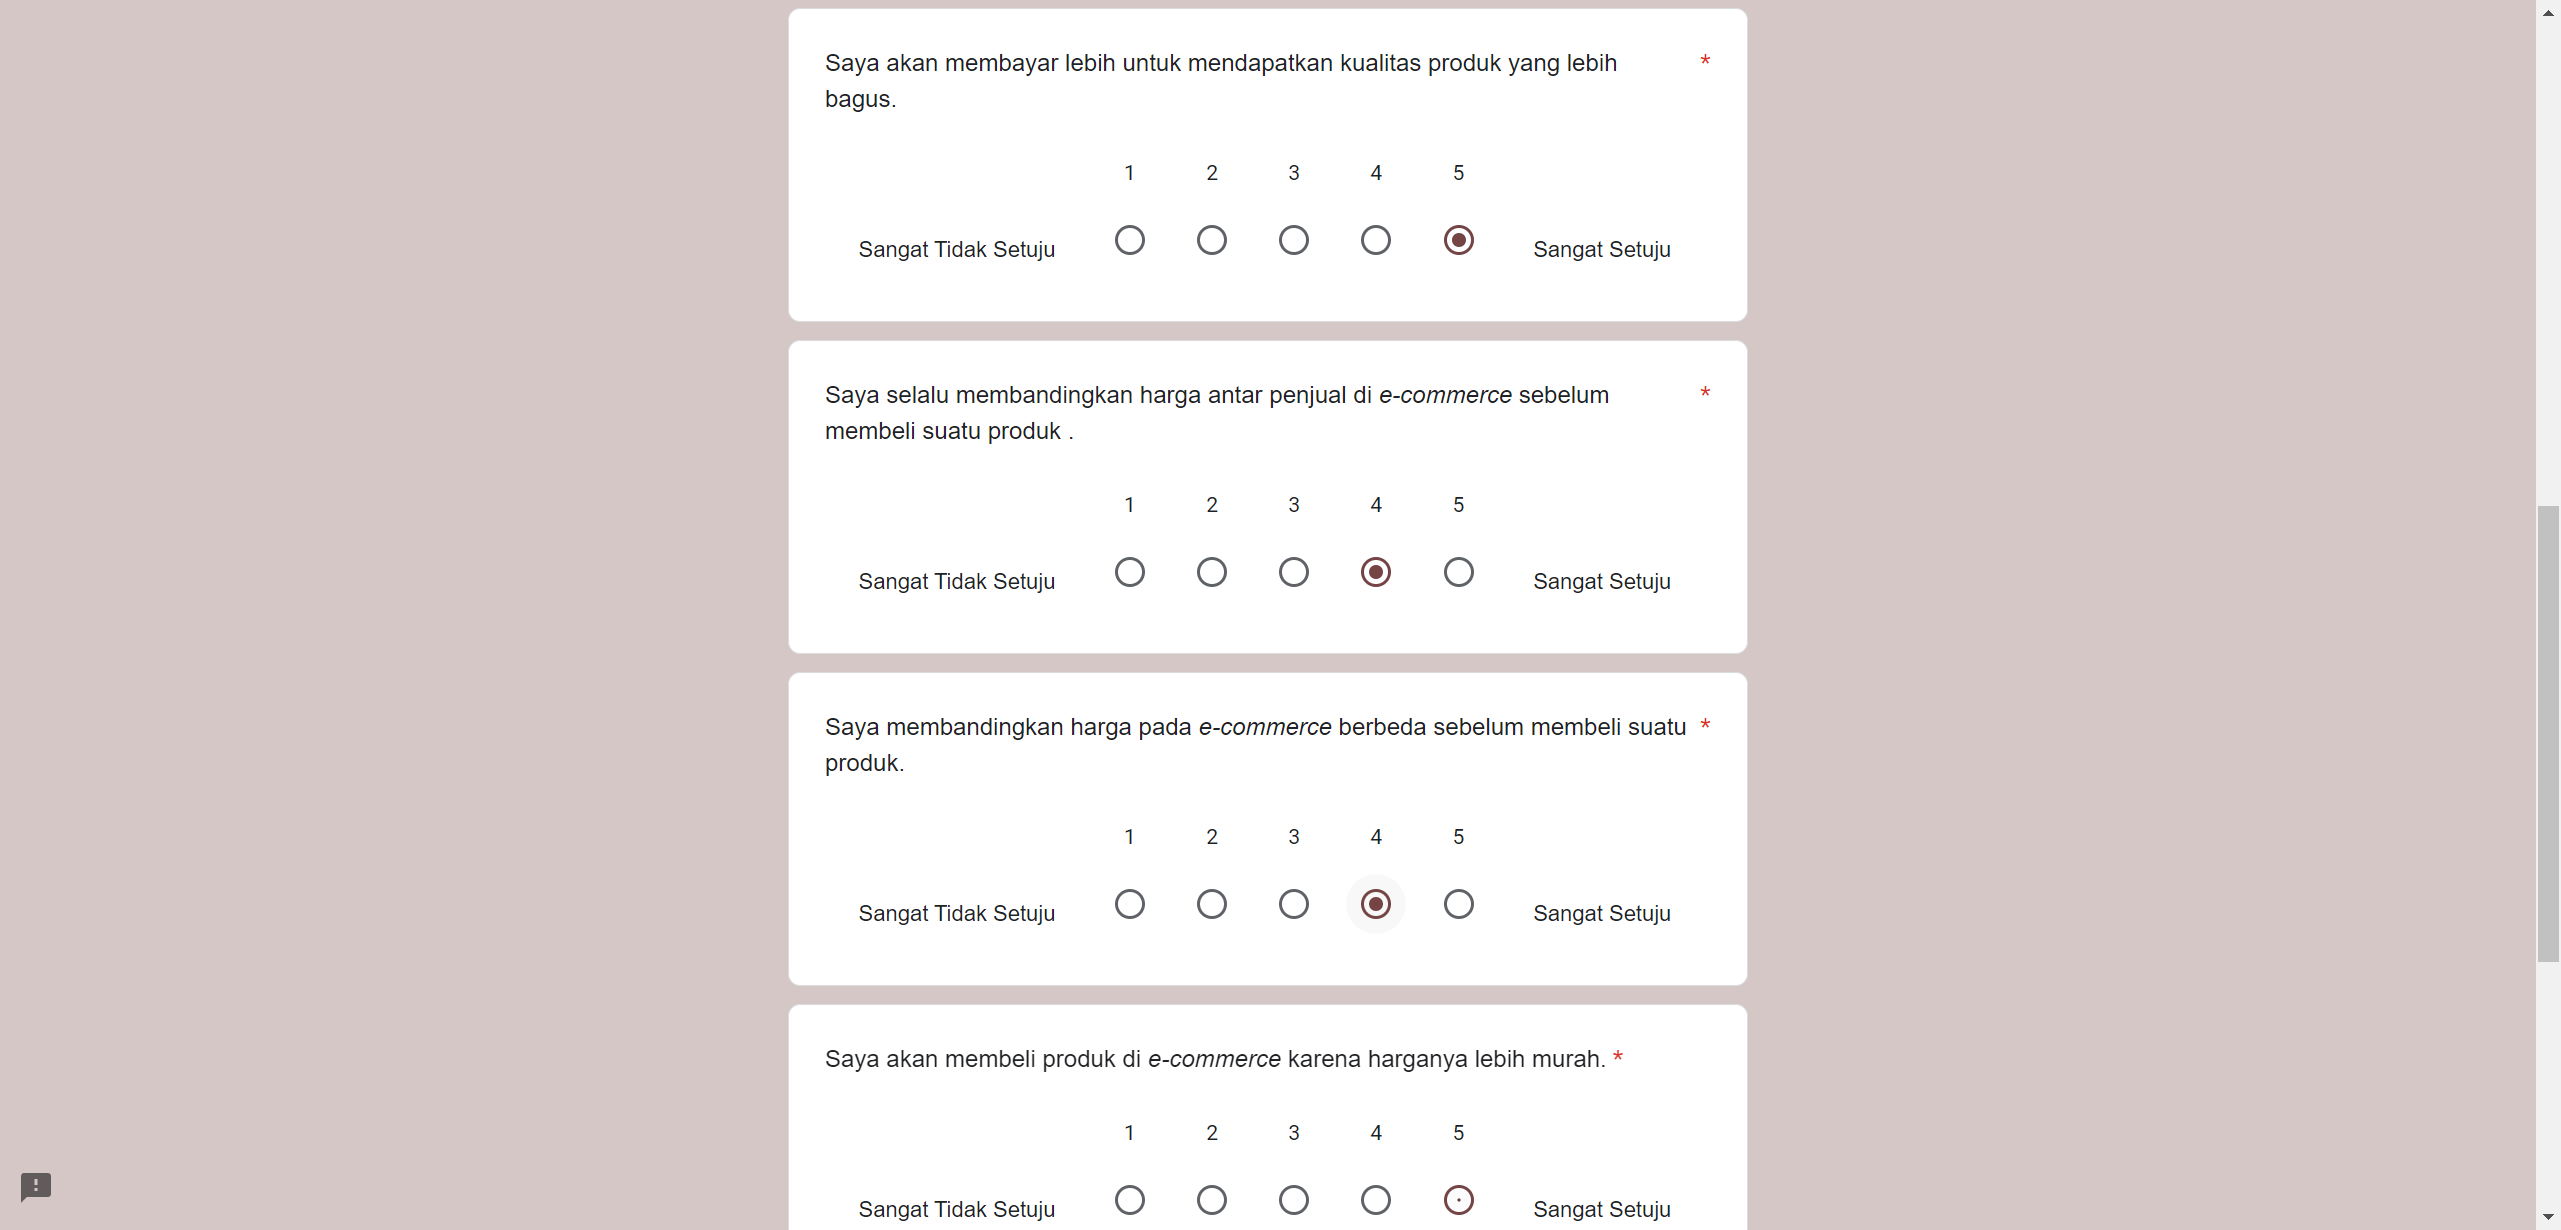 Saya akan membayar lebih untuk mendapatkan kualitas produk yang lebih *
bagus.
1 2 3 4 5
Sangat Tidak Setuju Sangat Setuju
Saya selalu membandingkan harga antar penjual di e-commerce sebelum *
membeli suatu produk .
1 2 3 4 5
Sangat Tidak Setuju Sangat Setuju
Saya membandingkan harga pada e-commerce berbeda sebelum membeli suatu *
produk.
1 2 3 4 5
Sangat Tidak Setuju Sangat Setuju
Saya akan membeli produk di e-commerce karena harganya lebih murah. *
1 2 3 4 5
Sangat Tidak Setuju Sangat Setuju